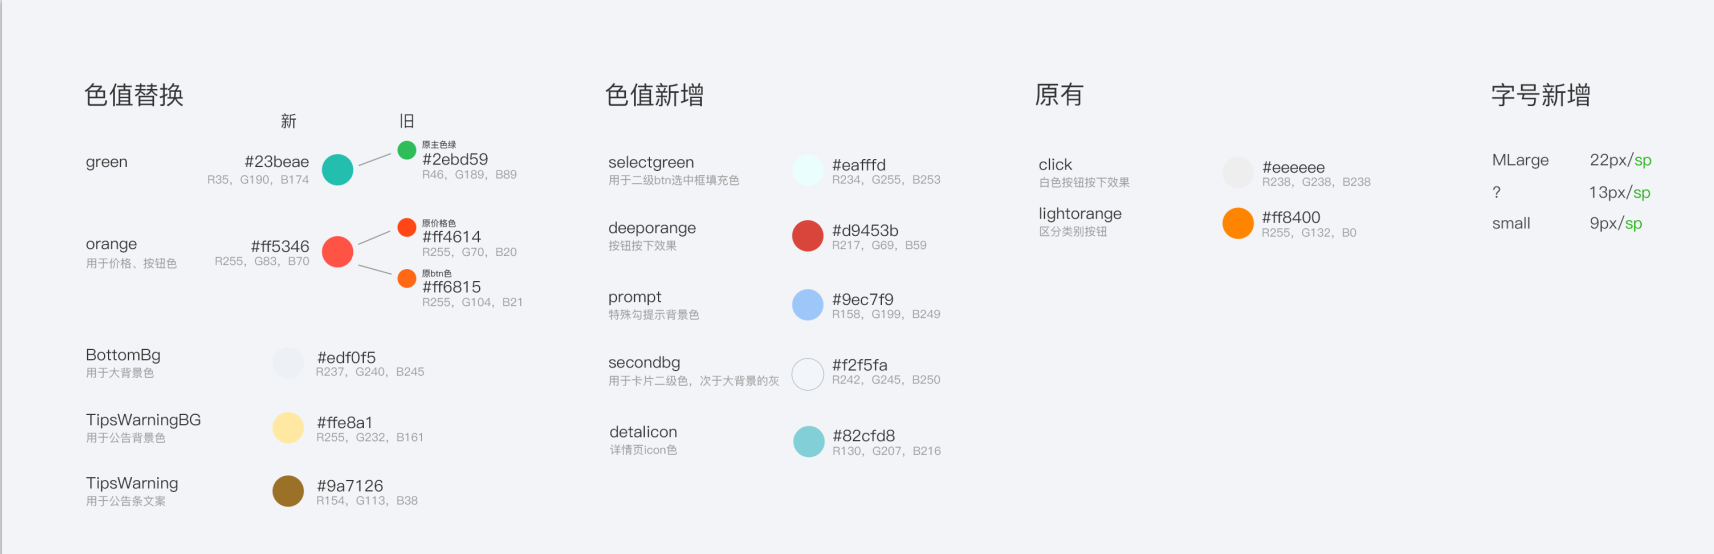 色值替换
新 旧
green
#23beae
R35, G190, B174
原主色绿
#2ebd59
R46, G189, B89
orange
用于价格、按钮色
#ff5346
R255, G83, B70
原价格色
#ff4614
R255, G70, B20
原btn色
#ff6815
R255, G104, B21
BottomBg
用于大背景色
#edf0f5
R237, G240, B245
TipsWarningBG
用于公告背景色
#ffe8a1
R255, G232, B161
TipsWarning
用于公告条文案
#9a7126
R154, G113, B38
色值新增
selectgreen
用于二级btn选中框填充色
#eafffd
R234, G255, B253
deeporange
按钮按下效果
#d9453b
R217, G69, B59
prompt
特殊勾提示背景色
#9ec7f9
R158, G199, B249
secondbg
用于卡片二级色，次于大背景的灰
#f2f5fa
R242, G245, B250
detalicon
详情页icon色
#82cfd8
R130, G207, B216
原有
click
白色按钮按下效果
#eeeeee
R238, G238, B238
lightorange
区分类别按钮
#ff8400
R255, G132, B0
字号新增
MLarge 22px/sp
? 13px/sp
small 9px/sp